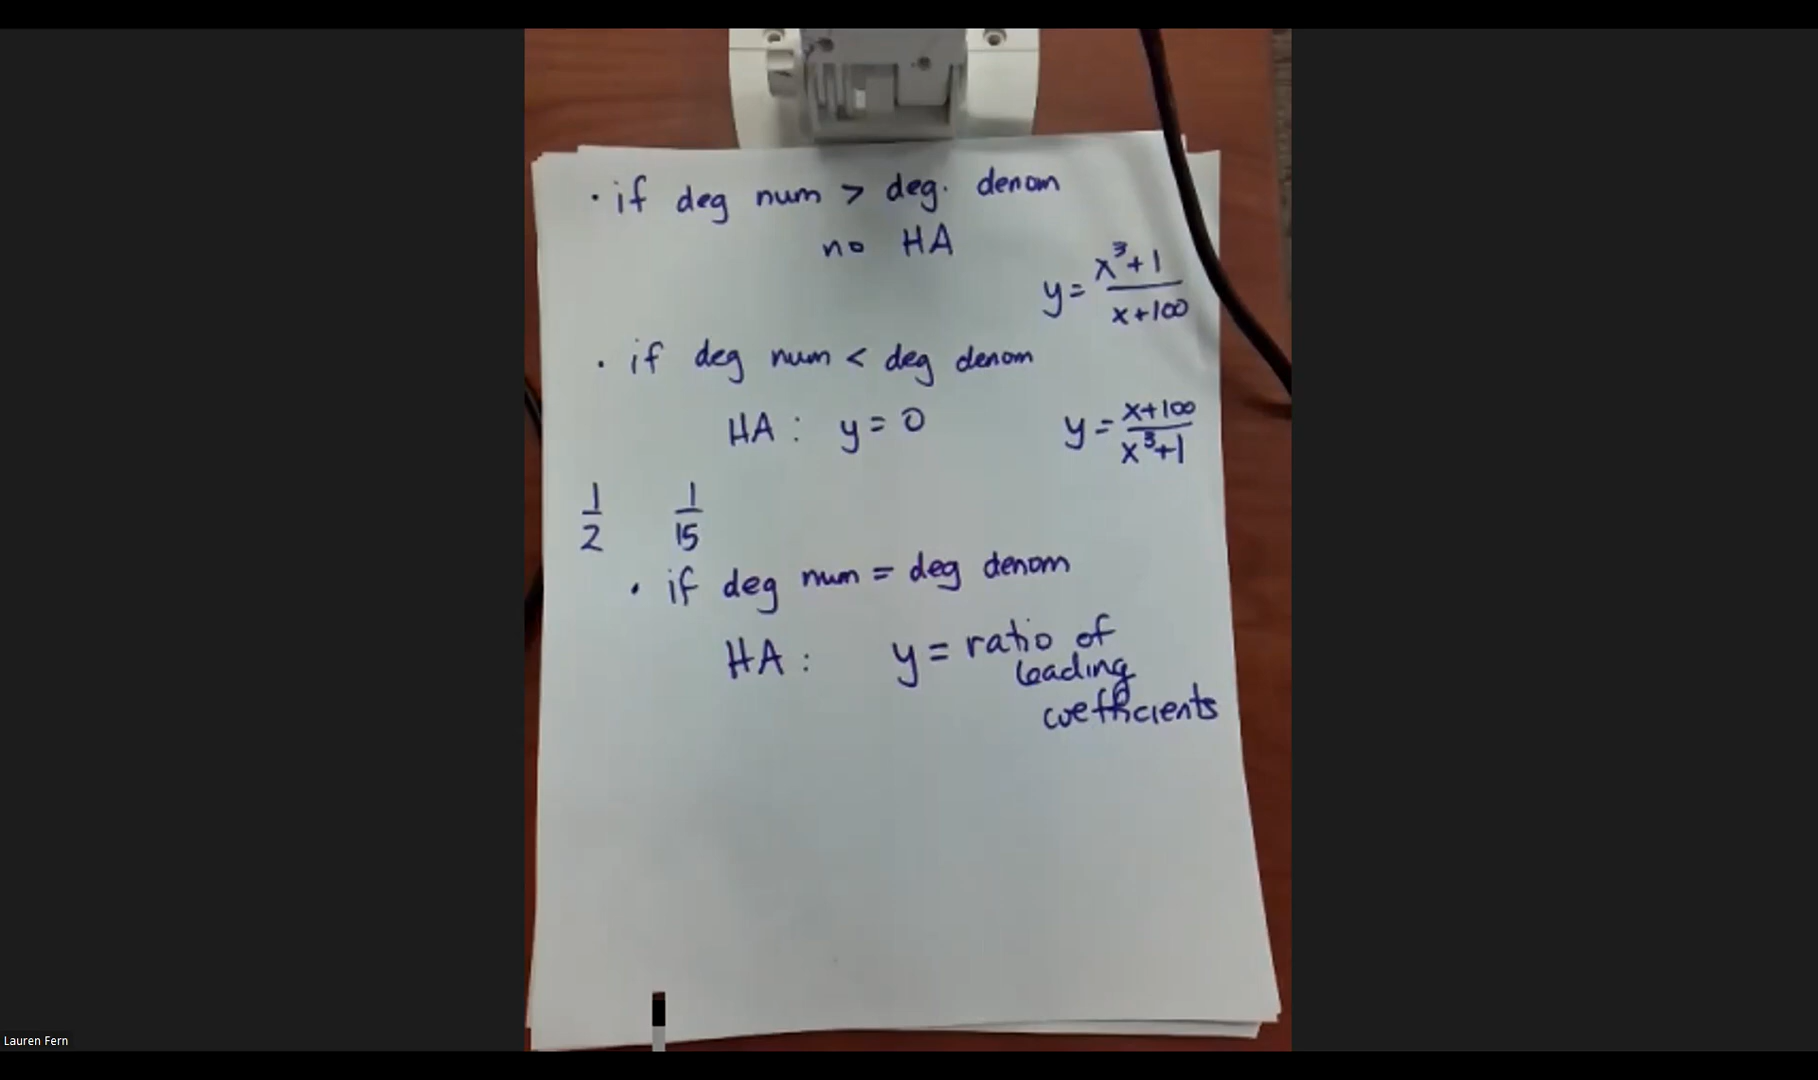 · if deg num > deg. denom
no HA
y = x³+1 / x+100
· if deg num < deg denom
HA : y = 0
y = x+100 / x³+1
1/2 1/15
· if deg num = deg denom
HA : y = ratio of
leading
coefficients
Lauren Fern